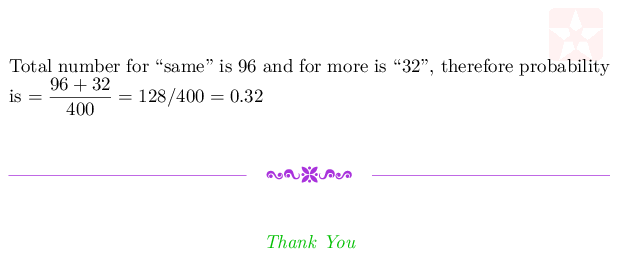 Total number for “same” is 96 and for more is “32”, therefore probability
is = \frac{96 + 32}{400} = 128/400 = 0.32
Thank You